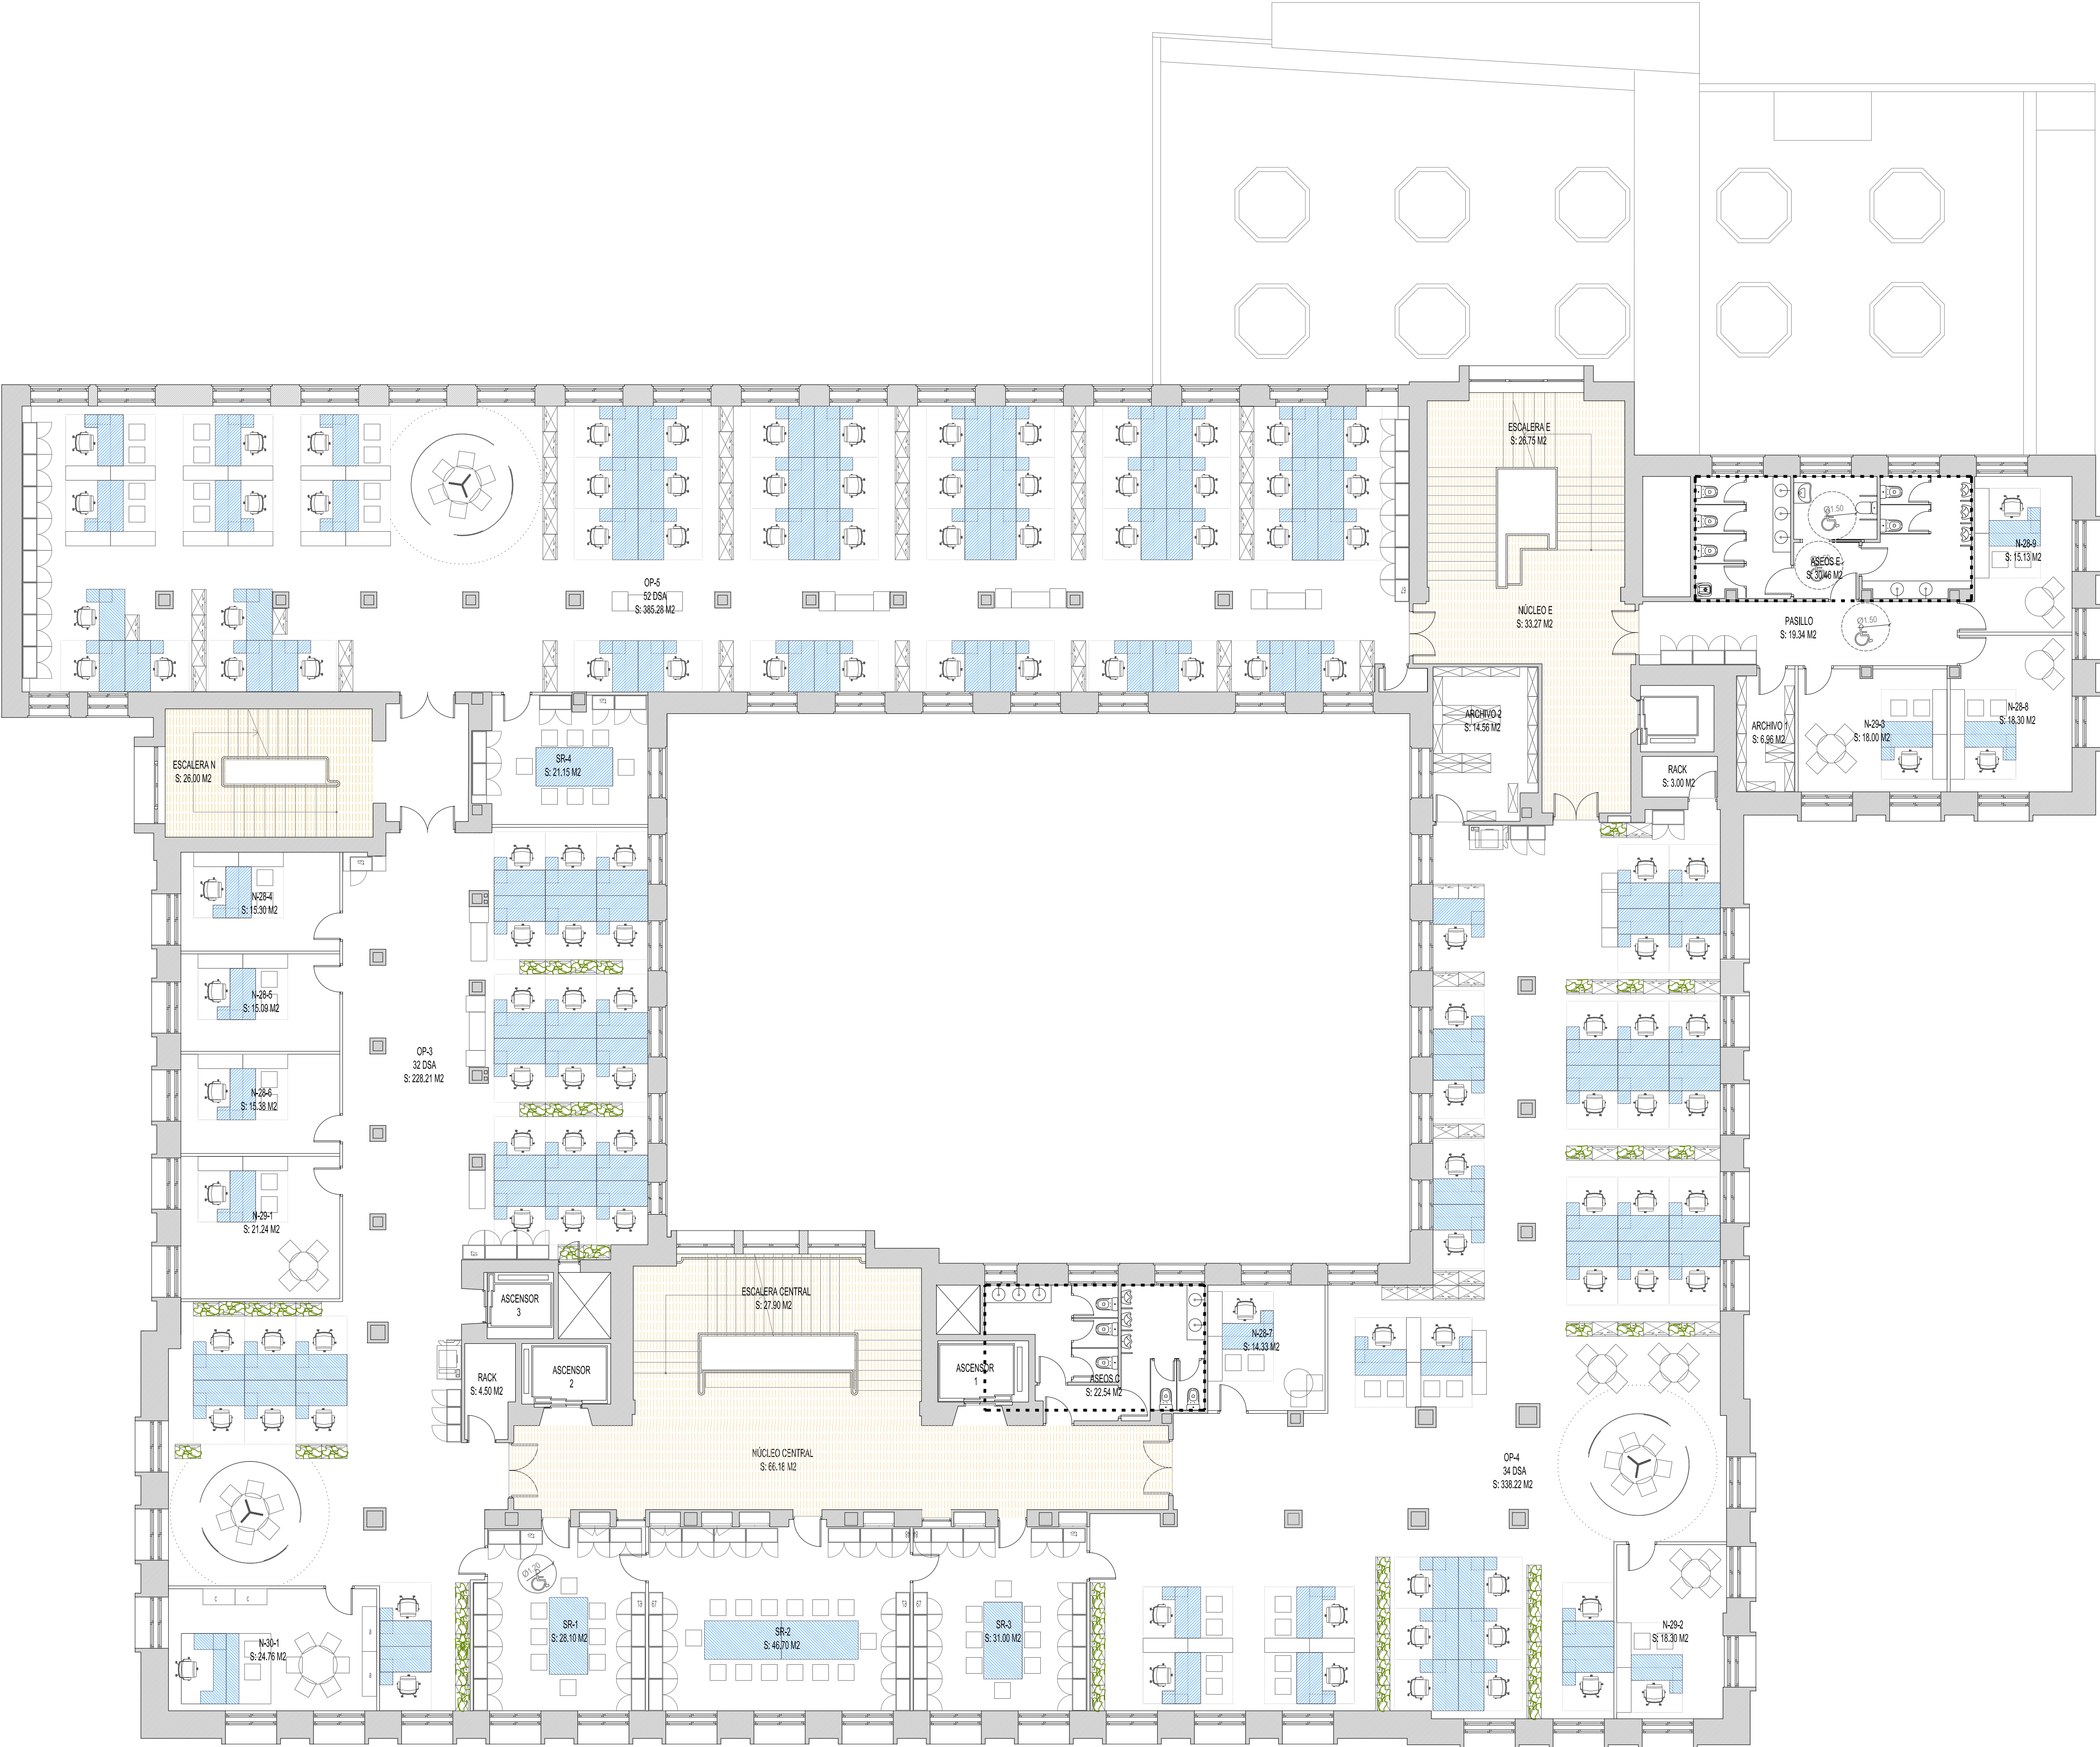 ESCALERA E
S: 26.75 M2
N-28-9
S: 15.13 M2
Ø1.50
ASEOS E
S: 30.46 M2
OP-5
52 DSA
S: 385.28 M2
NÚCLEO E
S: 33.27 M2
PASILLO
S: 19.34 M2
Ø1.50
ARCHIVO 2
S: 14.56 M2
ARCHIVO 1
S: 6.96 M2
N-29-3
S: 18.00 M2
N-28-8
S: 18.30 M2
ESCALERA N
S: 26.00 M2
SR-4
S: 21.15 M2
RACK
S: 3.00 M2
N-28-4
S: 15.30 M2
N-28-5
S: 15.09 M2
OP-3
32 DSA
S: 228.21 M2
N-28-6
S: 15.38 M2
N-29-1
S: 21.24 M2
ASCENSOR
3
ESCALERA CENTRAL
S: 27.90 M2
N-28-7
S: 14.33 M2
RACK
S: 4.50 M2
ASCENSOR
2
ASCENSOR
1
ASEOS C
S: 22.54 M2
NÚCLEO CENTRAL
S: 66.18 M2
OP-4
34 DSA
S: 338.22 M2
Ø1.20
N-30-1
S: 24.76 M2
SR-1
S: 28.10 M2
SR-2
S: 46.70 M2
SR-3
S: 31.00 M2
N-29-2
S: 18.30 M2